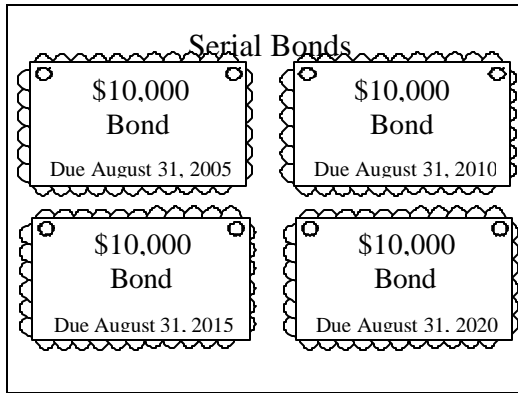 Serial Bonds
$10,000
Bond
Due August 31, 2005
$10,000
Bond
Due August 31, 2010
$10,000
Bond
Due August 31, 2015
$10,000
Bond
Due August 31, 2020